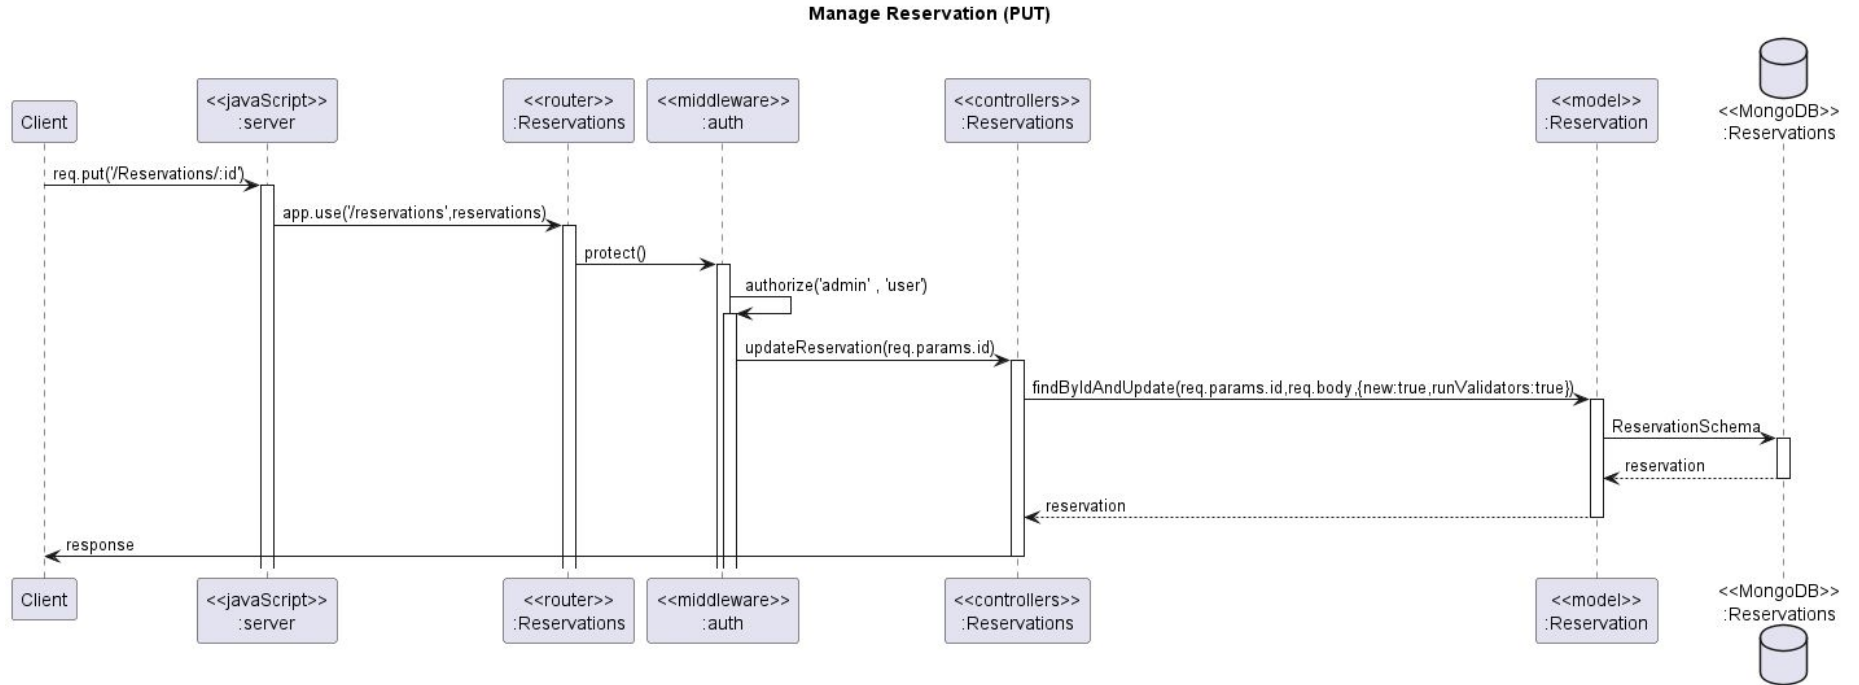 Manage Reservation (PUT)
Client
<<javaScript>>
:server
<<router>>
:Reservations
<<middleware>>
:auth
<<controllers>>
:Reservations
<<model>>
:Reservation
<<MongoDB>>
:Reservations
req.put('/Reservations/:id')
app.use('/reservations',reservations)
protect()
authorize('admin' , 'user')
updateReservation(req.params.id)
findByIdAndUpdate(req.params.id,req.body,{new:true,runValidators:true})
ReservationSchema
reservation
reservation
response
Client
<<javaScript>>
:server
<<router>>
:Reservations
<<middleware>>
:auth
<<controllers>>
:Reservations
<<model>>
:Reservation
<<MongoDB>>
:Reservations